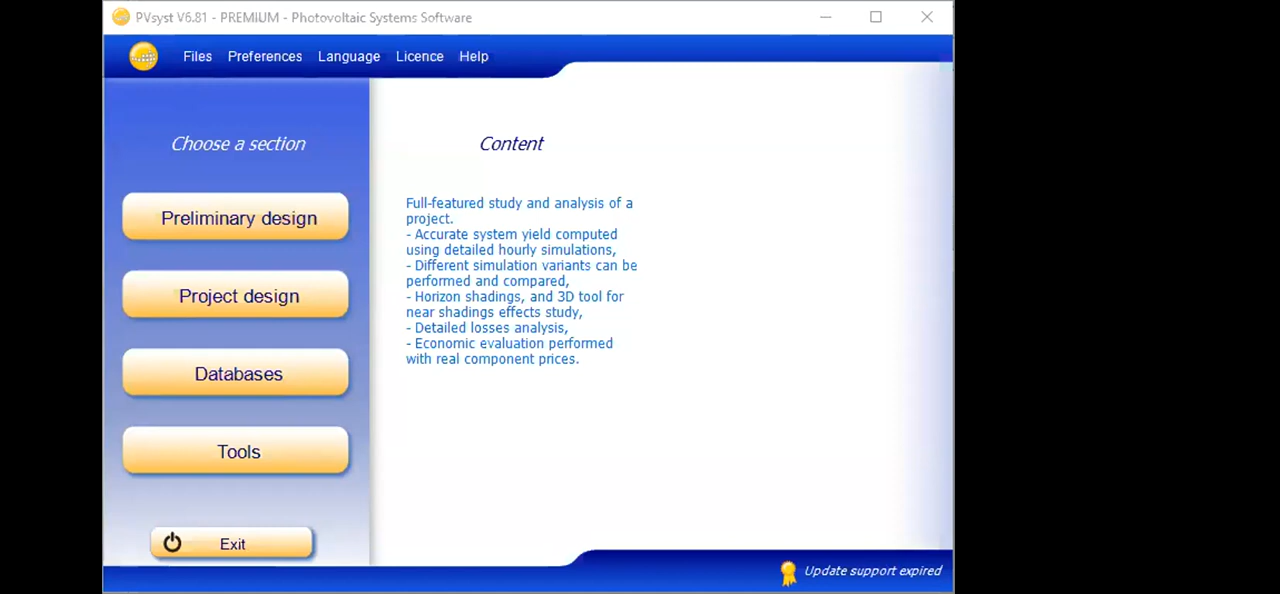 PVsyst V6.81 - PREMIUM - Photovoltaic Systems Software
Files Preferences Language Licence Help
Choose a section
Preliminary design
Project design
Databases
Tools
Exit
Content
Full-featured study and analysis of a
project.
- Accurate system yield computed
using detailed hourly simulations,
- Different simulation variants can be
performed and compared,
- Horizon shadings, and 3D tool for
near shadings effects study,
- Detailed losses analysis,
- Economic evaluation performed
with real component prices.
Update support expired